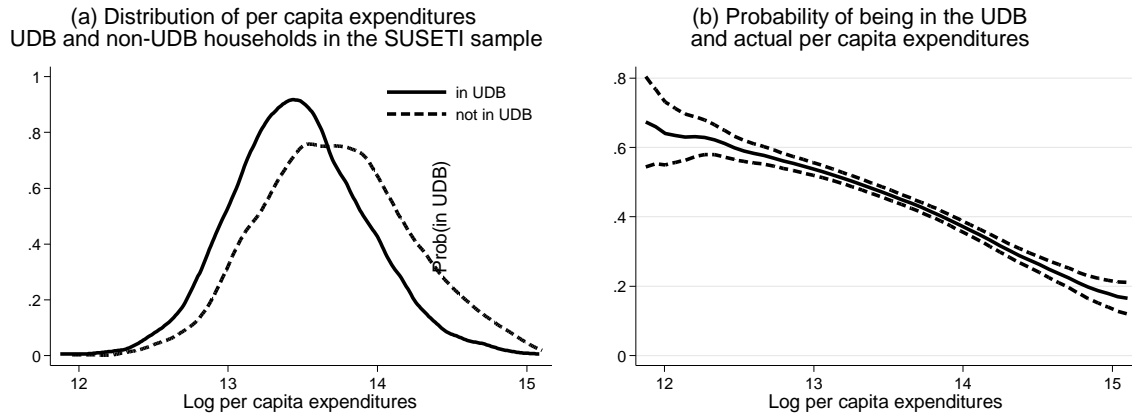 (a) Distribution of per capita expenditures
UDB and non-UDB households in the SUSETI sample
1
.8
.6
.4
.2
0
in UDB
not in UDB
12
13
14
15
Log per capita expenditures
(b) Probability of being in the UDB
and actual per capita expenditures
Prob(in UDB)
.8
.6
.4
.2
0
12
13
14
15
Log per capita expenditures